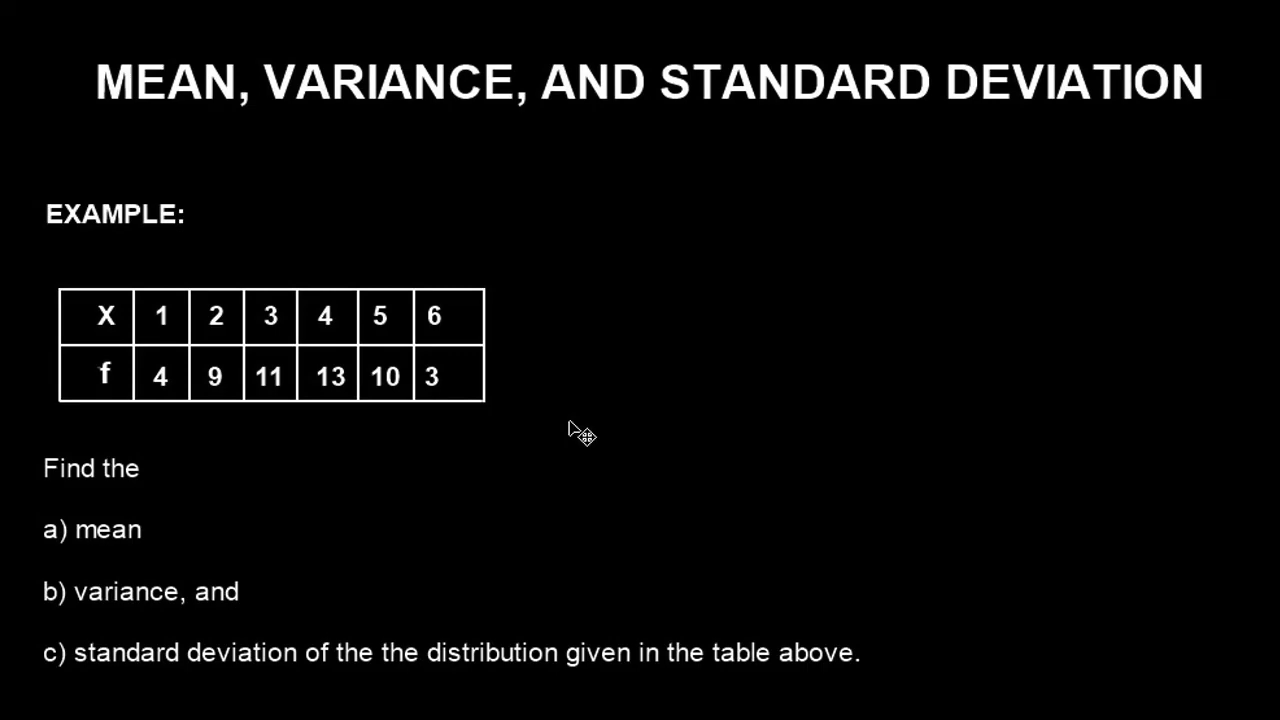 MEAN, VARIANCE, AND STANDARD DEVIATION
EXAMPLE:
X 1 2 3 4 5 6
f 4 9 11 13 10 3
Find the
a) mean
b) variance, and
c) standard deviation of the the distribution given in the table above.